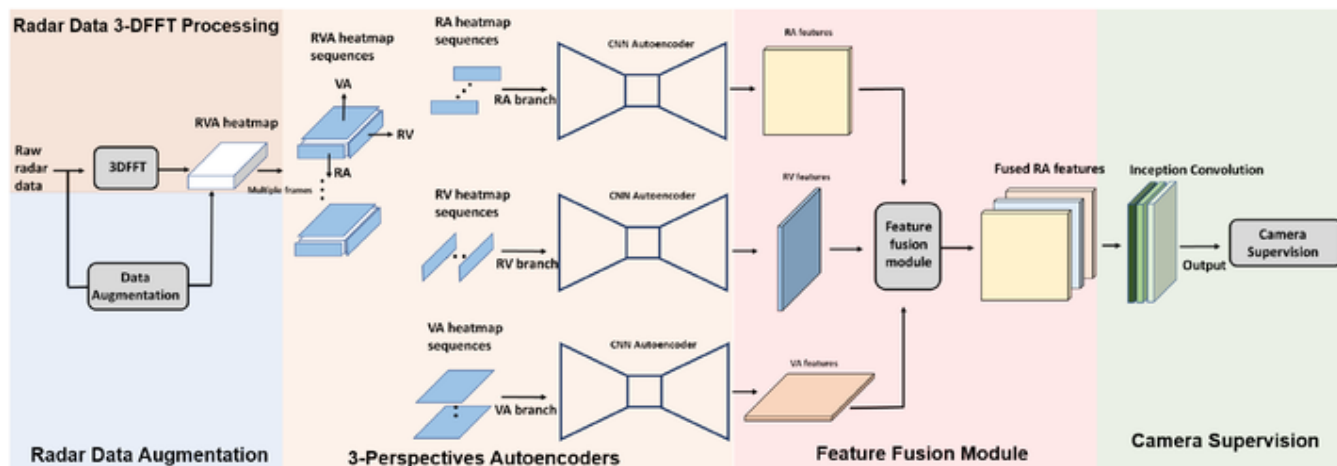 Radar Data 3-DFFT Processing
RVA heatmap
sequences
VA
RV
RA
RVA heatmap
Raw
radar
data
3DFFT
Multiple frames
Data
Augmentation
Radar Data Augmentation
RA heatmap
sequences
RA branch
CNN Autoencoder
RV heatmap
sequences
RV branch
CNN Autoencoder
VA heatmap
sequences
VA branch
CNN Autoencoder
3-Perspectives Autoencoders
RA features
RV features
VA features
Feature
fusion
module
Fused RA features
Feature Fusion Module
Inception Convolution
Output
Camera
Supervision
Camera Supervision